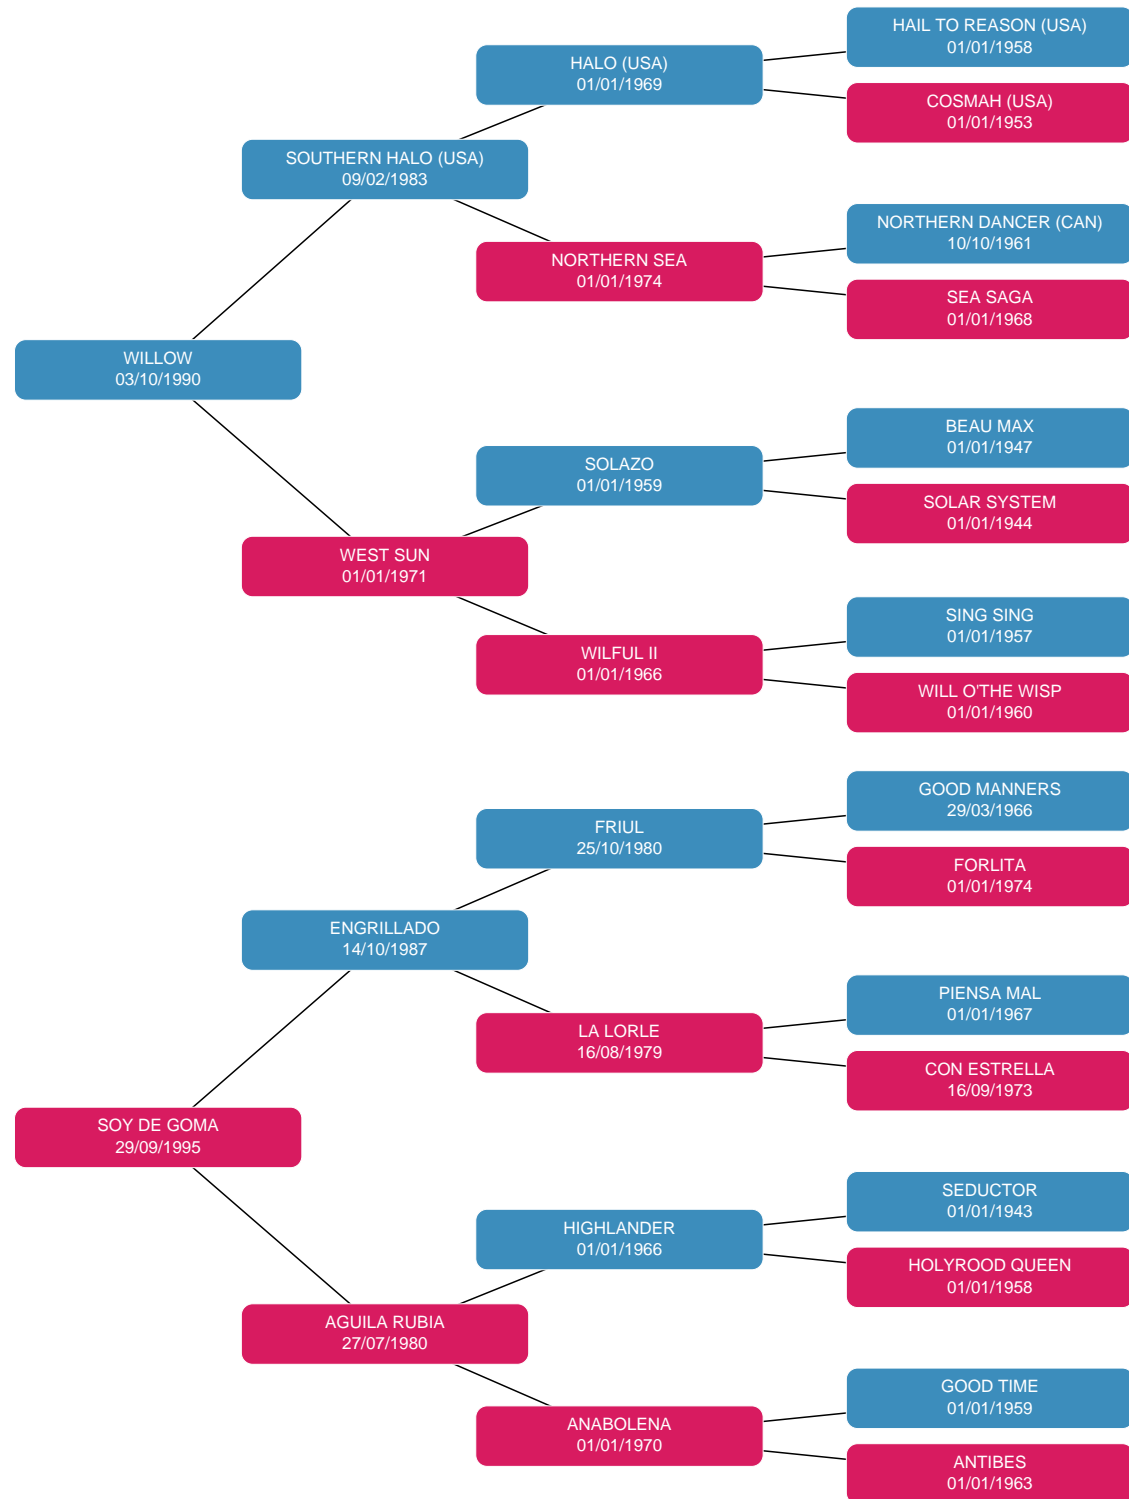 HAIL TO REASON (USA)
01/01/1958
HALO (USA)
01/01/1969
COSMAH (USA)
01/01/1953
SOUTHERN HALO (USA)
09/02/1983
NORTHERN DANCER (CAN)
10/10/1961
NORTHERN SEA
01/01/1974
SEA SAGA
01/01/1968
WILLOW
03/10/1990
BEAU MAX
01/01/1947
SOLAZO
01/01/1959
SOLAR SYSTEM
01/01/1944
WEST SUN
01/01/1971
SING SING
01/01/1957
WILFUL II
01/01/1966
WILL O'THE WISP
01/01/1960
GOOD MANNERS
29/03/1966
FRIUL
25/10/1980
FORLITA
01/01/1974
ENGRILLADO
14/10/1987
PIENSA MAL
01/01/1967
LA LORLE
16/08/1979
CON ESTRELLA
16/09/1973
SOY DE GOMA
29/09/1995
SEDUCTOR
01/01/1943
HIGHLANDER
01/01/1966
HOLYROOD QUEEN
01/01/1958
AGUILA RUBIA
27/07/1980
GOOD TIME
01/01/1959
ANABOLENA
01/01/1970
ANTIBES
01/01/1963